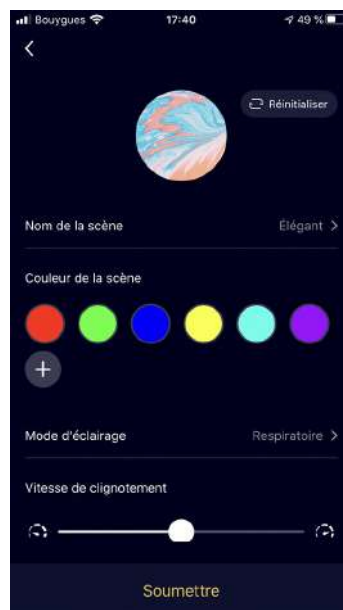 Bouygues 17:40 49 %
Réinitialiser
Nom de la scène Élégant
Couleur de la scène
Mode d'éclairage Respiratoire
Vitesse de clignotement
Soumettre